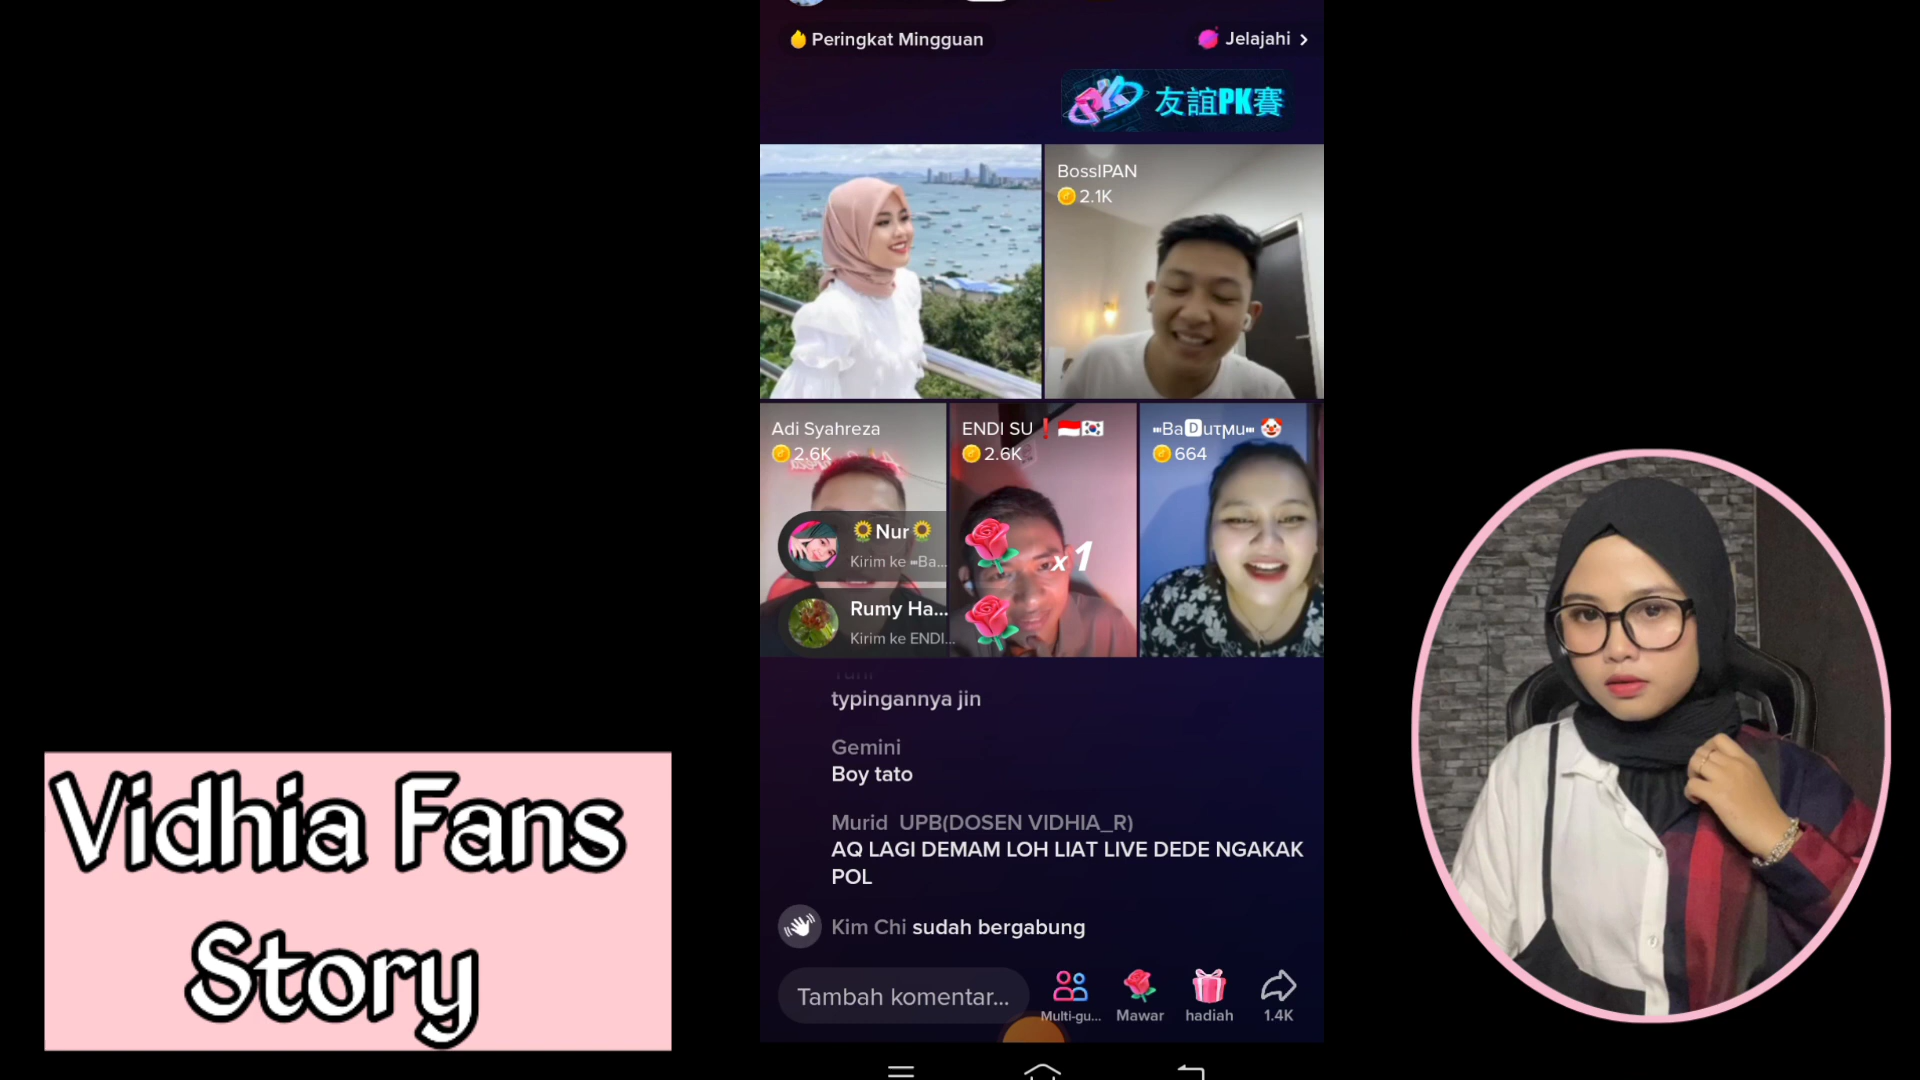 Peringkat Mingguan
Jelajahi
友誼PK賽
BossIPAN
2.1K
Adi Syahreza
2.6K
ENDI SU❗🇮🇩🇰🇷
2.6K
⑉Ba🅳utμu⑉ 🤡
664
🌻Nur🌻
Kirim ke ⑉Ba...
x1
Rumy Ha...
Kirim ke ENDI...
typingannya jin
Gemini
Boy tato
Murid UPB(DOSEN VIDHIA_R)
AQ LAGI DEMAM LOH LIAT LIVE DEDE NGAKAK
POL
Kim Chi sudah bergabung
Tambah komentar...
Multi-gu...
Mawar
hadiah
1.4K
Vidhia Fans
Story